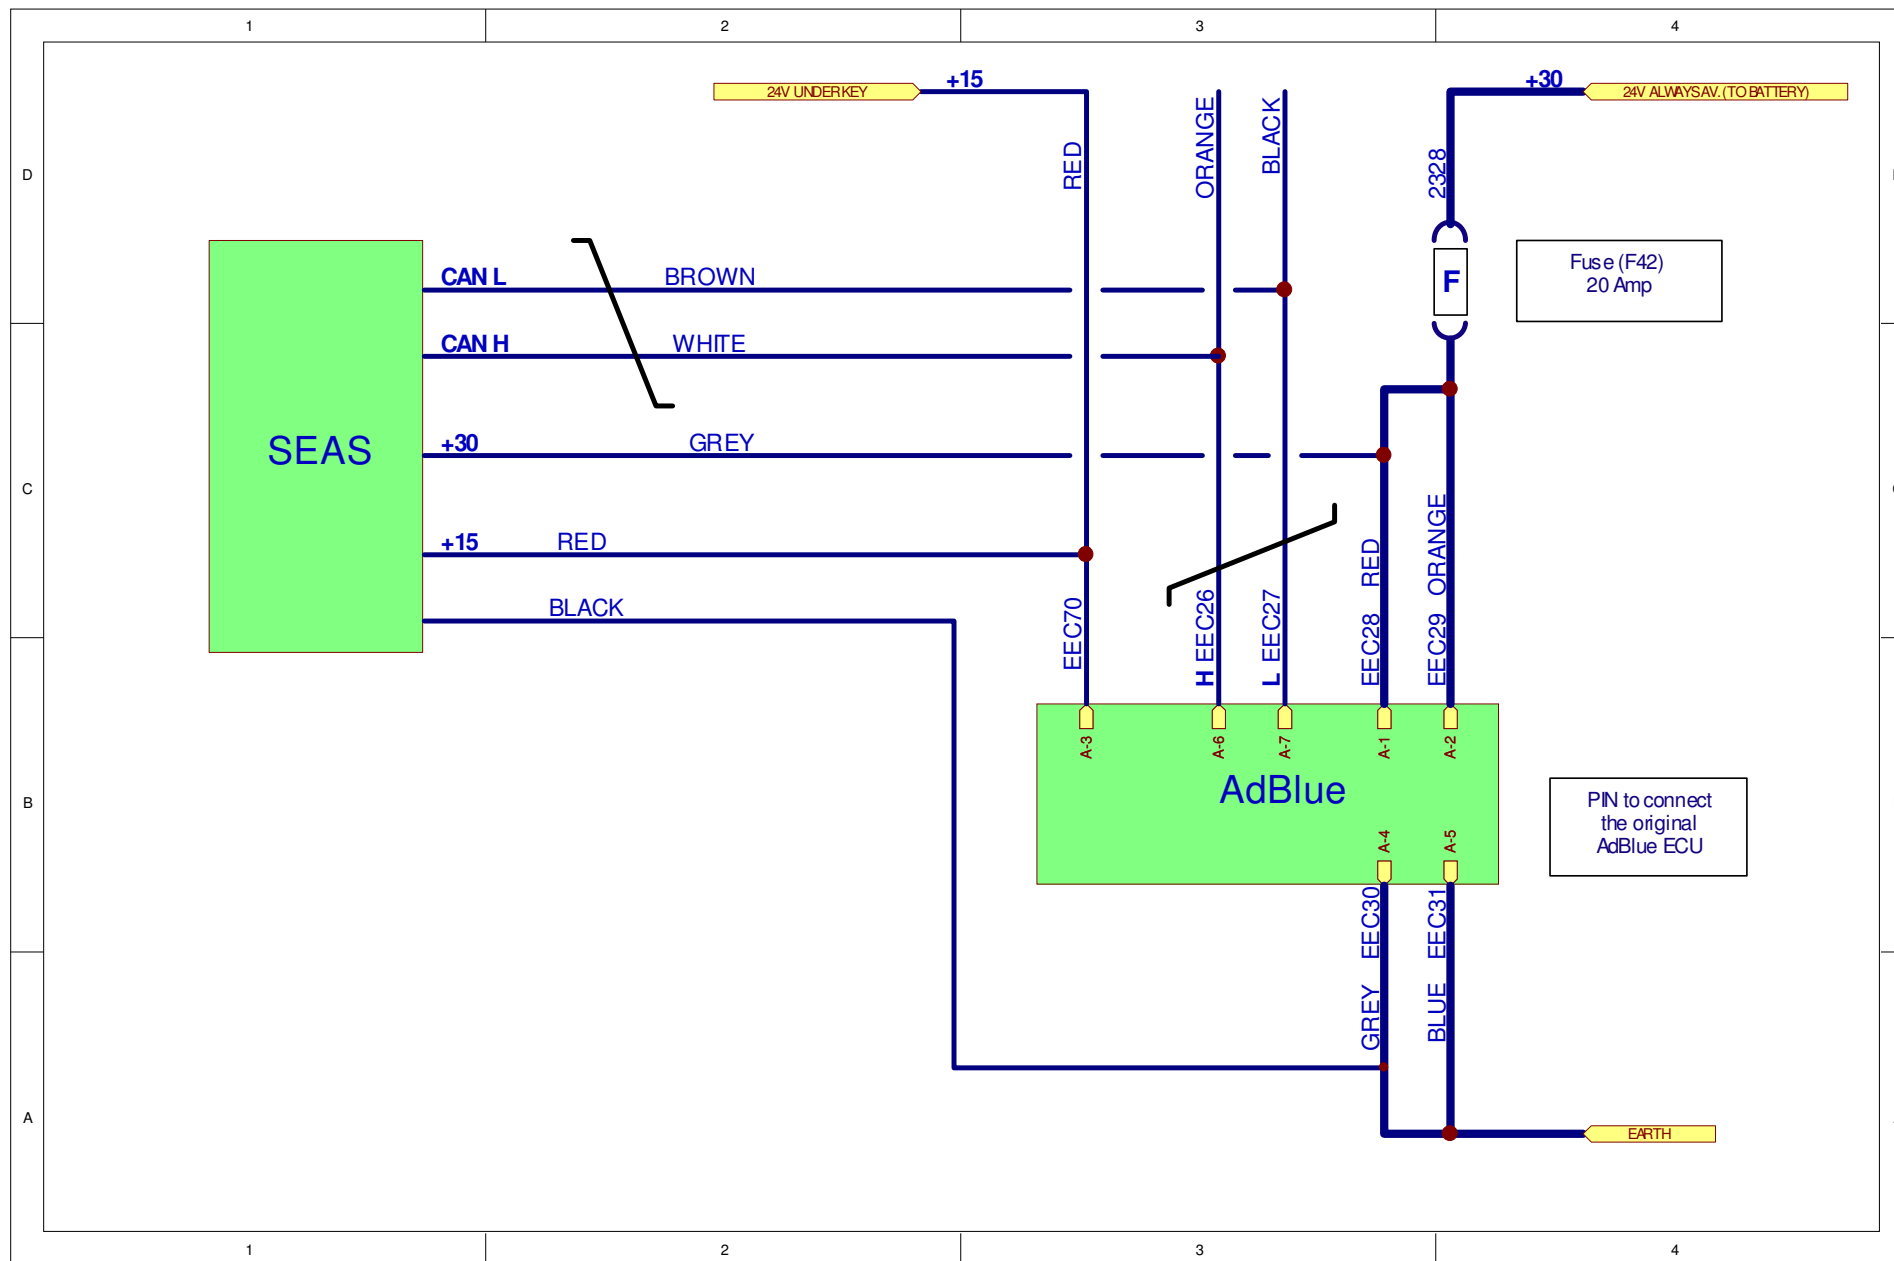 1 2 3 4
+15 +30
24V UNDERKEY 24V ALWAYSAV. (TO BATTERY)
D
RED
ORANGE
BLACK
2328
CAN L BROWN
F
Fuse (F42)
20 Amp
CAN H WHITE
SEAS
+30 GREY
C
+15 RED
BLACK
EEC70
H EEC26
L EEC27
EEC28 RED
EEC29 ORANGE
A-3
A-6
A-7
A-1
A-2
AdBlue
B
PIN to connect
the original
AdBlue ECU
A-4
A-5
GREY EEC30
BLUE EEC31
A
EARTH
1 2 3 4